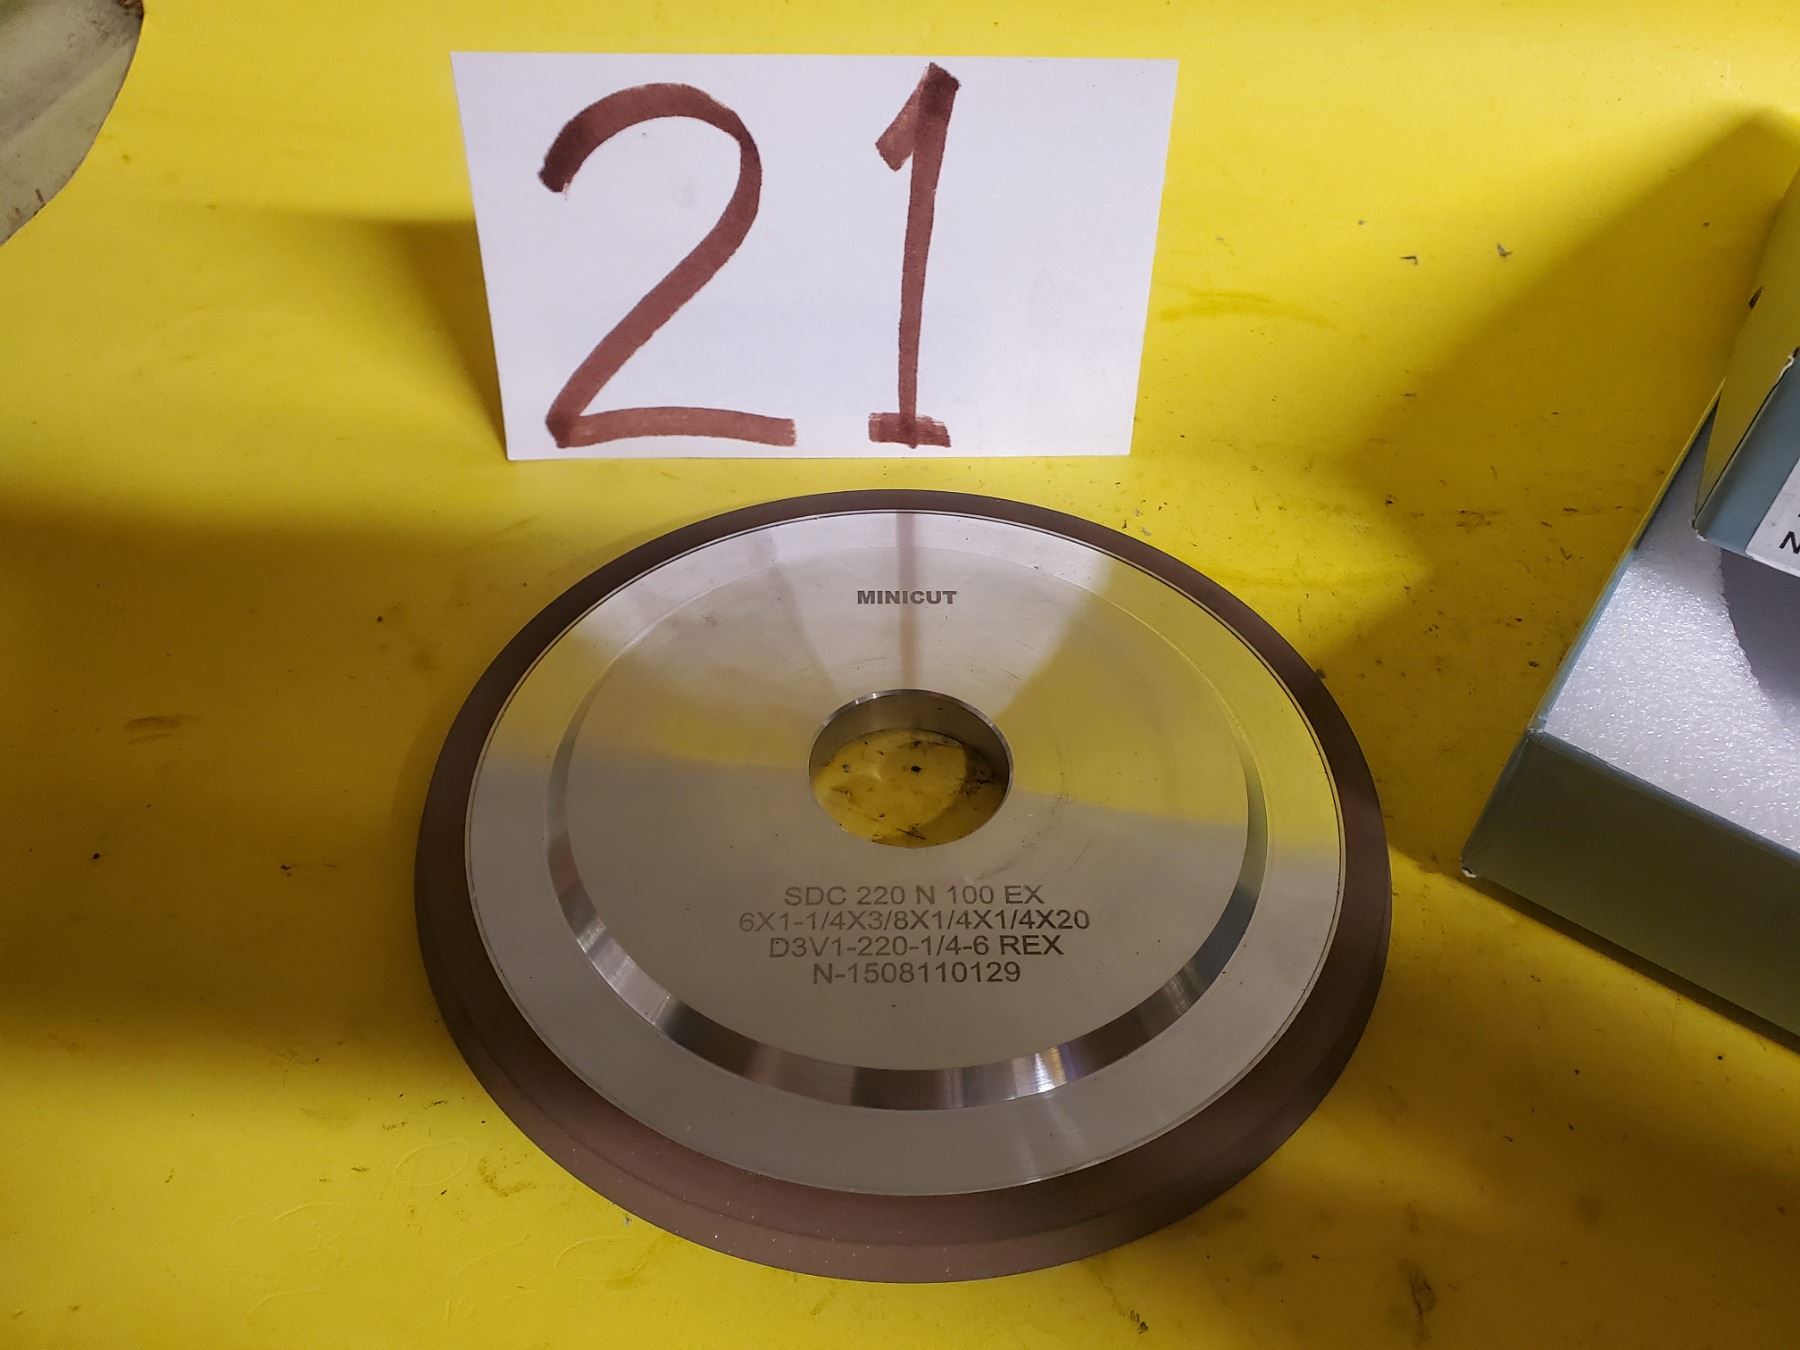 21
MINICUT
SDC 220 N 100 EX
6X1-1/4X3/8X1/4X1/4X20
D3V1-220-1/4-6 REX
N-1508110129
N